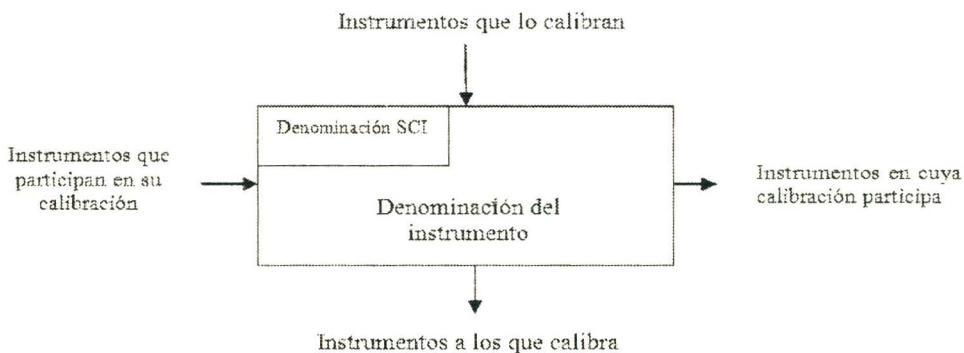 Instrumentos que lo calibran
Denominación SCI
Instrumentos que
participan en su
calibración
Denominación del
instrumento
Instrumentos en cuya
calibración participa
Instrumentos a los que calibra